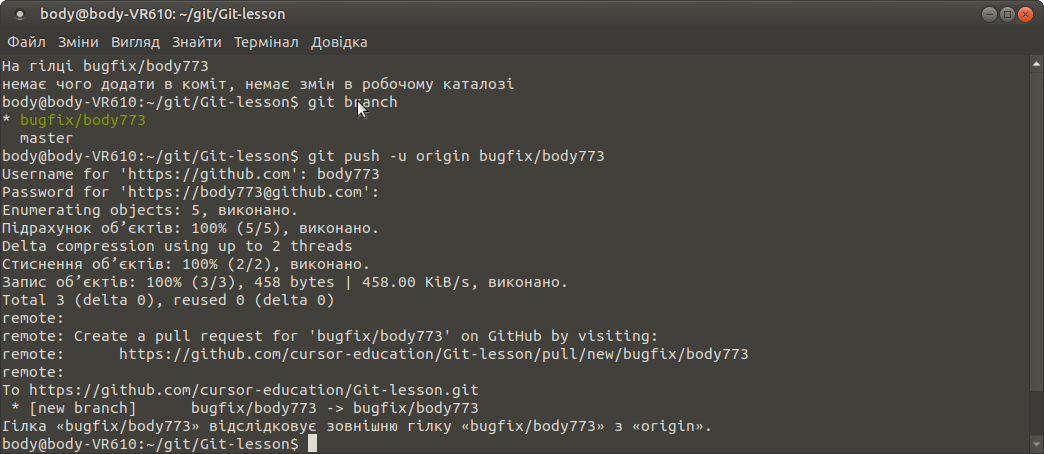 body@body-VR610: ~/git/Git-lesson
Файл Зміни Вигляд Знайти Термінал Довідка
На гілці bugfix/body773
немає чого додати в коміт, немає змін в робочому каталозі
body@body-VR610:~/git/Git-lesson$ git branch
* bugfix/body773
  master
body@body-VR610:~/git/Git-lesson$ git push -u origin bugfix/body773
Username for 'https://github.com': body773
Password for 'https://body773@github.com':
Enumerating objects: 5, виконано.
Підрахунок об’єктів: 100% (5/5), виконано.
Delta compression using up to 2 threads
Стиснення об’єктів: 100% (2/2), виконано.
Запис об’єктів: 100% (3/3), 458 bytes | 458.00 KiB/s, виконано.
Total 3 (delta 0), reused 0 (delta 0)
remote:
remote: Create a pull request for 'bugfix/body773' on GitHub by visiting:
remote:      https://github.com/cursor-education/Git-lesson/pull/new/bugfix/body773
remote:
To https://github.com/cursor-education/Git-lesson.git
 * [new branch]      bugfix/body773 -> bugfix/body773
Гілка «bugfix/body773» відслідковує зовнішню гілку «bugfix/body773» з «origin».
body@body-VR610:~/git/Git-lesson$